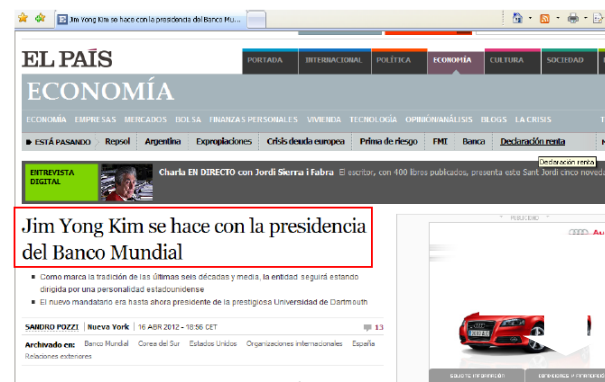 Jim Yong Kim se hace con la presidencia del Banco Mu...
EL PAÍS
PORTADA INTERNACIONAL POLÍTICA ECONOMÍA CULTURA SOCIEDAD
ECONOMÍA
ECONOMÍA EMPRESAS MERCADOS BOLSA FINANZAS PERSONALES VIVIENDA TECNOLOGÍA OPINIÓN/ANÁLISIS BLOGS LA CRISIS
ESTÁ PASANDO Repsol Argentina Expropiaciones Crisis deuda europea Prima de riesgo FMI Banca Declaración renta
Declaración renta
ENTREVISTA DIGITAL
Charla EN DIRECTO con Jordi Sierra i Fabra El escritor, con 400 libros publicados, presenta este Sant Jordi cinco noveda
Jim Yong Kim se hace con la presidencia
del Banco Mundial
PUBLICIDAD
Au
Como marca la tradición de las últimas seis décadas y media, la entidad seguirá estando
dirigida por una personalidad estadounidense
El nuevo mandatario era hasta ahora presidente de la prestigiosa Universidad de Dartmouth
SANDRO POZZI | Nueva York | 16 ABR 2012 - 18:56 CET 13
Archivado en: Banco Mundial Corea del Sur Estados Unidos Organizaciones internacionales España
Relaciones exteriores